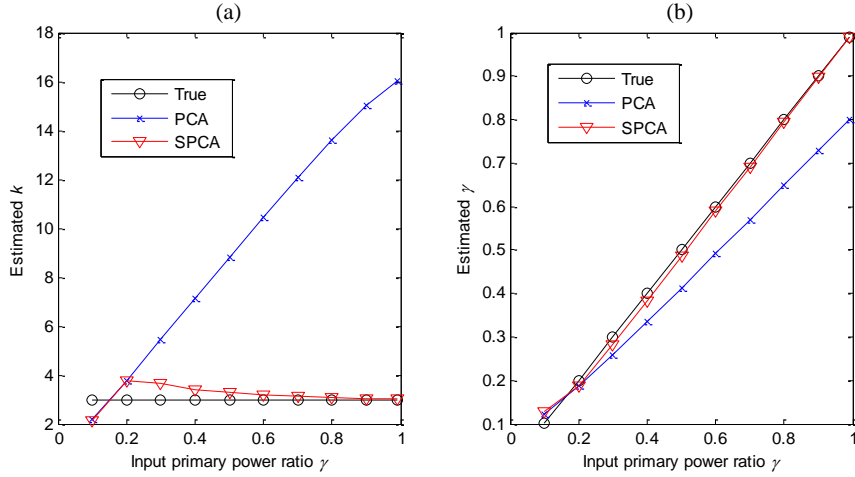 (a)
18
16
14
12
10
8
6
4
2
0
0.2
0.4
0.6
0.8
1
Estimated k
Input primary power ratio γ
True
PCA
SPCA
(b)
1
0.9
0.8
0.7
0.6
0.5
0.4
0.3
0.2
0.1
0
0.2
0.4
0.6
0.8
1
Estimated γ
Input primary power ratio γ
True
PCA
SPCA